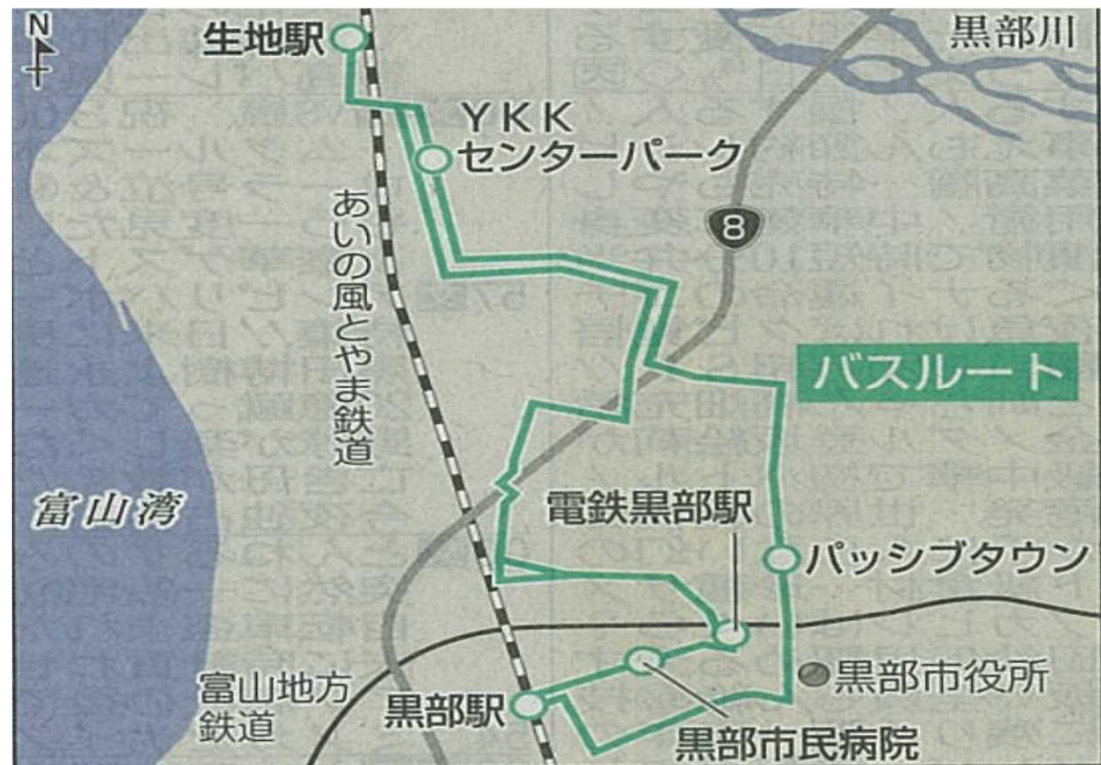 N
生地駅
黒部川
YKK
センターパーク
8
あいの風とやま鉄道
バスルート
富山湾
電鉄黒部駅
パッシブタウン
富山地方
鉄道
黒部駅
黒部市役所
黒部市民病院